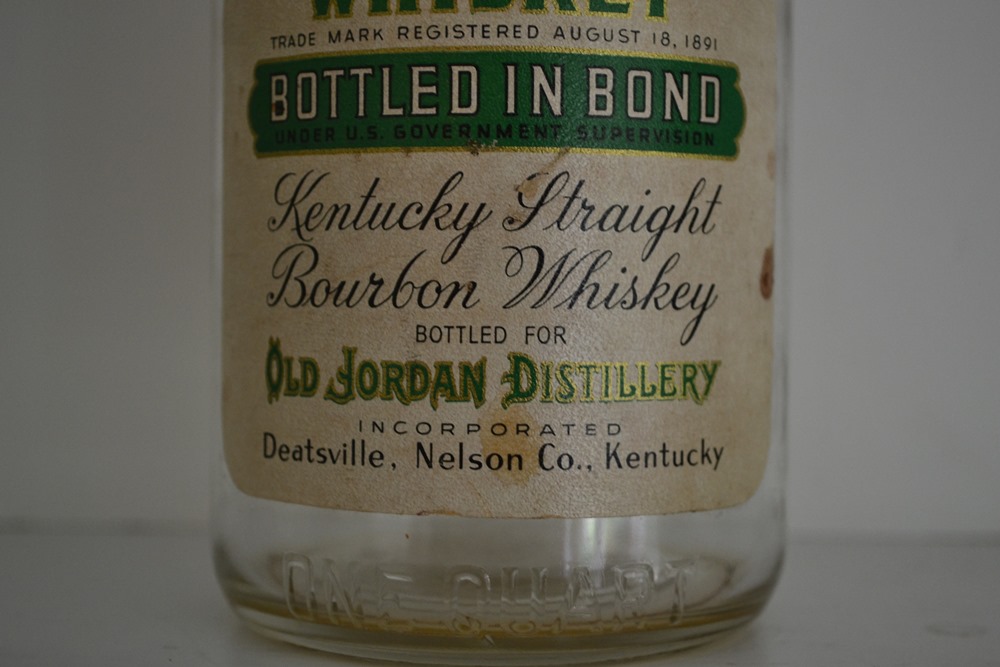 WHISKEY
TRADE MARK REGISTERED AUGUST 18, 1891
BOTTLED IN BOND
UNDER U.S. GOVERNMENT SUPERVISION
Kentucky Straight
Bourbon Whiskey
BOTTLED FOR
OLD JORDAN DISTILLERY
INCORPORATED
Deatsville, Nelson Co., Kentucky
ONE QUART